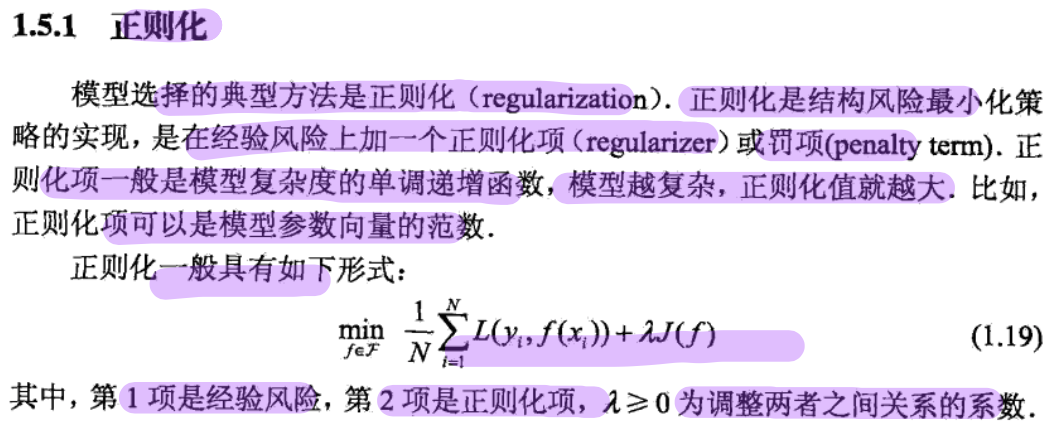 1.5.1 正则化
模型选择的典型方法是正则化（regularization）．正则化是结构风险最小化策
略的实现，是在经验风险上加一个正则化项（regularizer）或罚项(penalty term)．正
则化项一般是模型复杂度的单调递增函数，模型越复杂，正则化值就越大．比如，
正则化项可以是模型参数向量的范数．
正则化一般具有如下形式：
min_{f∈𝓕} \frac{1}{N} ∑_{i=1}^{N} L(y_i, f(x_i)) + λJ(f) (1.19)
其中，第 1 项是经验风险，第 2 项是正则化项，λ ≥ 0 为调整两者之间关系的系数．